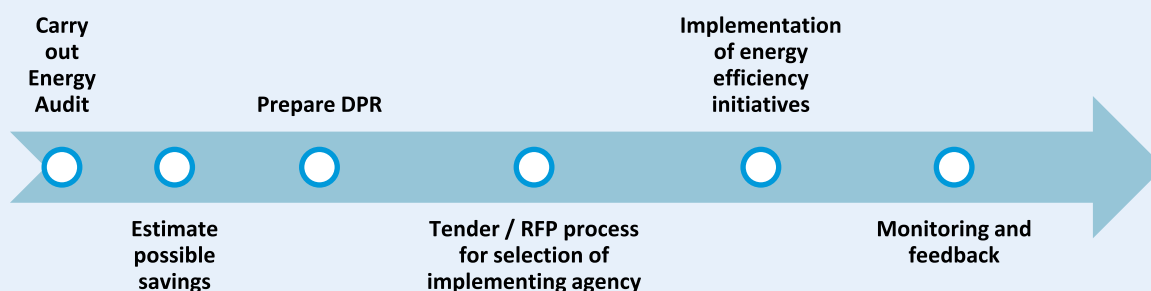 Carry
out
Energy
Audit
Estimate
possible
savings
Prepare DPR
Tender / RFP process
for selection of
implementing agency
Implementation
of energy
efficiency
initiatives
Monitoring and
feedback